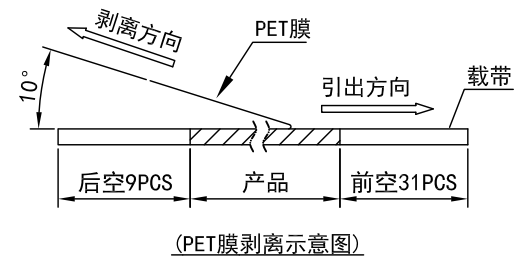 剥离方向
PET膜
10°
引出方向
载带
后空9PCS
产品
前空31PCS
(PET膜剥离示意图)